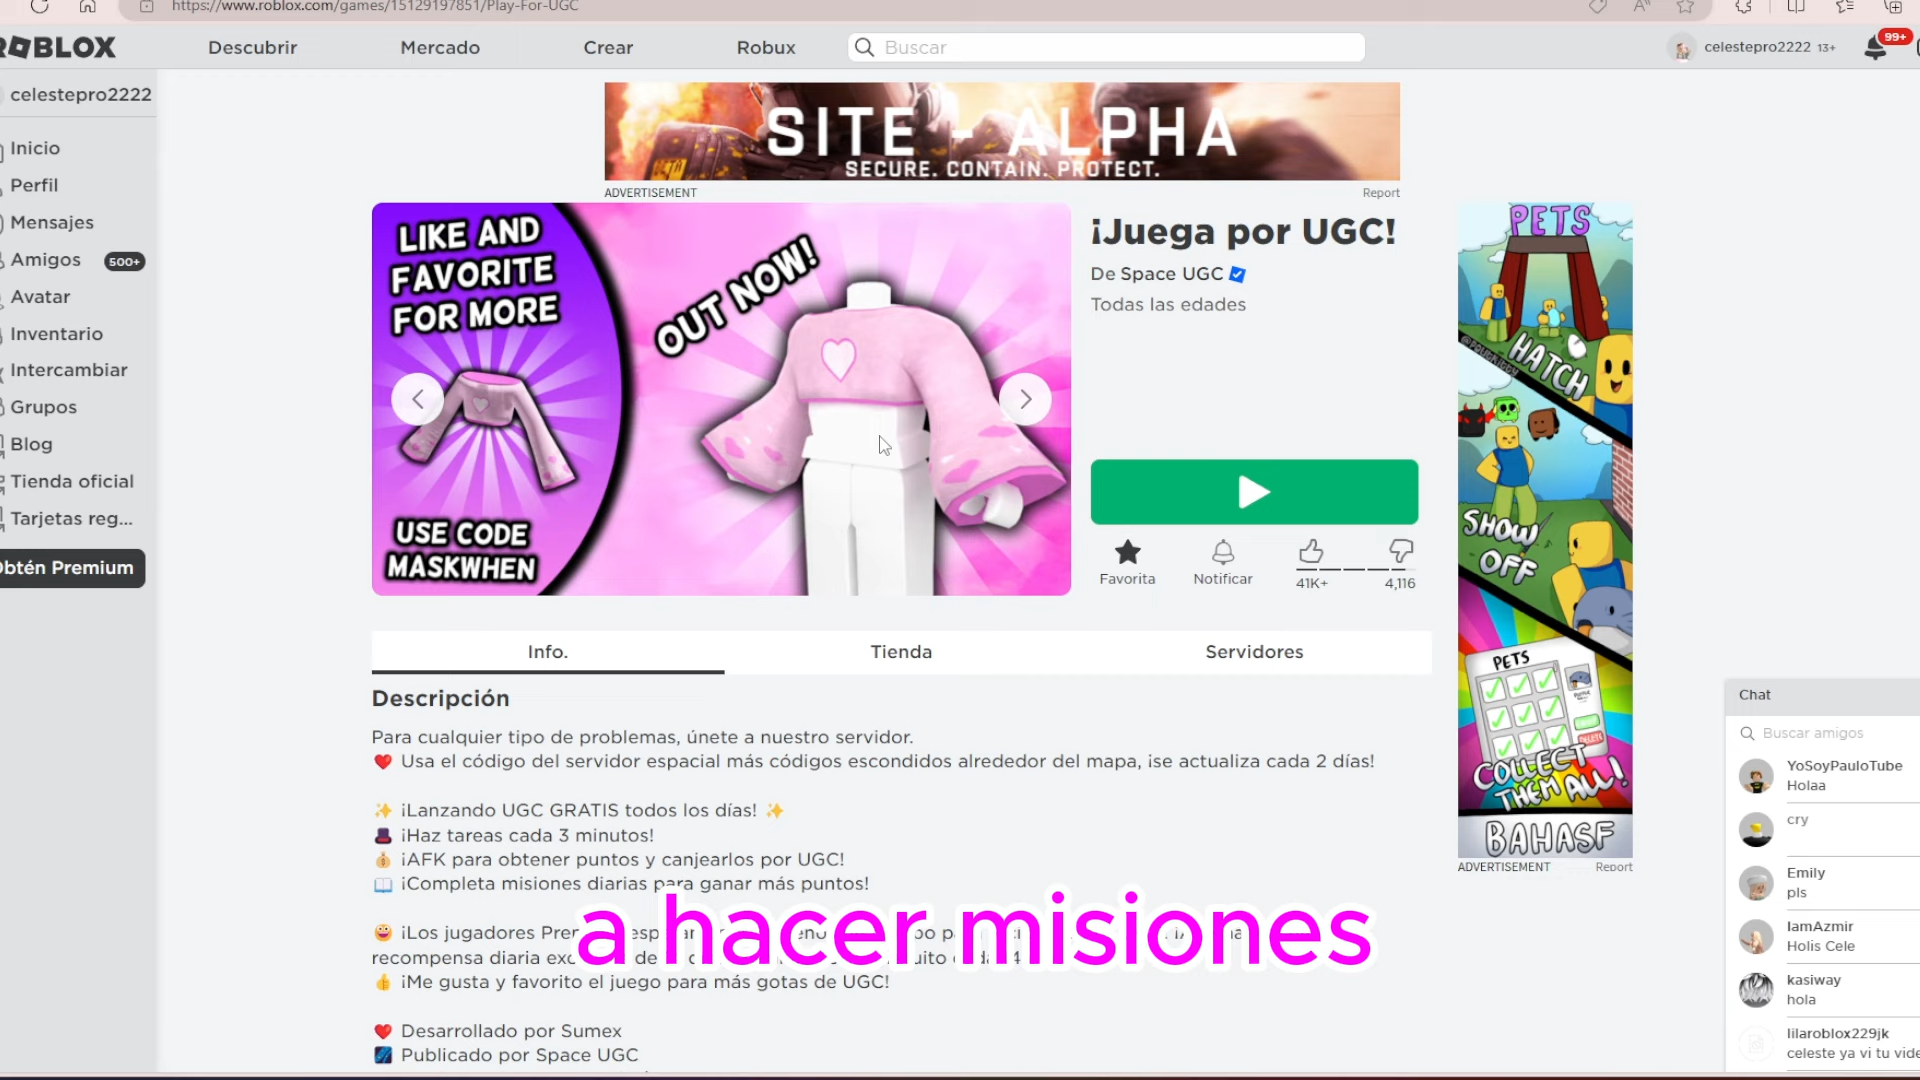 https://www.roblox.com/games/15129197851/Play-For-UGC
ROBLOX
Descubrir
Mercado
Crear
Robux
Buscar
celestepro2222 13+
99+
celestepro2222
Inicio
Perfil
Mensajes
Amigos 500+
Avatar
Inventario
Intercambiar
Grupos
Blog
Tienda oficial
Tarjetas reg...
Obtén Premium
SITE - ALPHA
SECURE. CONTAIN. PROTECT.
ADVERTISEMENT
Report
LIKE AND
FAVORITE
FOR MORE
OUT NOW!
USE CODE
MASKWHEN
¡Juega por UGC!
De Space UGC
Todas las edades
Favorita
Notificar
41K+
4,116
PETS
HATCH
SHOW
OFF
PETS
DELETE
COLLECT
THEM ALL!
BAHASF
ADVERTISEMENT
Report
Info.
Tienda
Servidores
Descripción
Para cualquier tipo de problemas, únete a nuestro servidor.
❤️ Usa el código del servidor espacial más códigos escondidos alrededor del mapa, ¡se actualiza cada 2 días!
✨ ¡Lanzando UGC GRATIS todos los días! ✨
🎩 ¡Haz tareas cada 3 minutos!
💰 ¡AFK para obtener puntos y canjearlos por UGC!
📖 ¡Completa misiones diarias para ganar más puntos!
¡Los jugadores
recompensa diaria
👍 ¡Me gusta y favorito el juego para más gotas de UGC!
❤️ Desarrollado por Sumex
Publicado por Space UGC
a hacer misiones
Chat
Buscar amigos
YoSoyPauloTube
Holaa
cry
Emily
pls
IamAzmir
Holis Cele
kasiway
hola
lilaroblox229jk
celeste ya vi tu vide